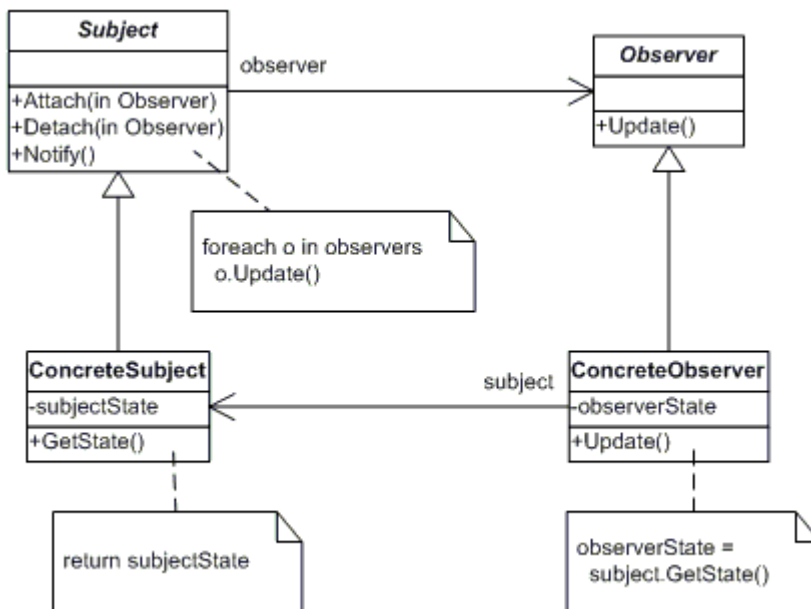 Subject
+Attach(in Observer)
+Detach(in Observer)
+Notify()
observer
Observer
+Update()
foreach o in observers
o.Update()
ConcreteSubject
-subjectState
+GetState()
subject
ConcreteObserver
-observerState
+Update()
return subjectState
observerState =
subject.GetState()